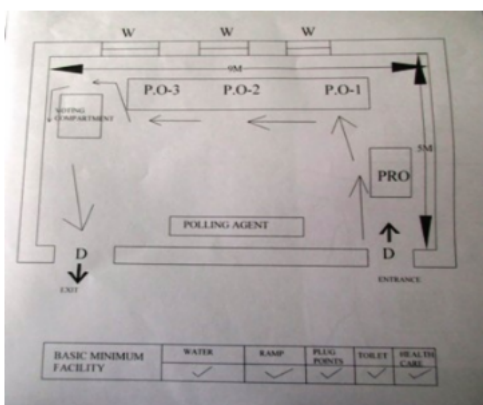 W W W
9M
P.O-3 P.O-2 P.O-1
VOTING
COMPARTMENT
5M
PRO
POLLING AGENT
D D
EXIT ENTRANCE
BASIC MINIMUM
FACILITY
WATER RAMP PLUG
POINTS TOILET HEALTH
CARE